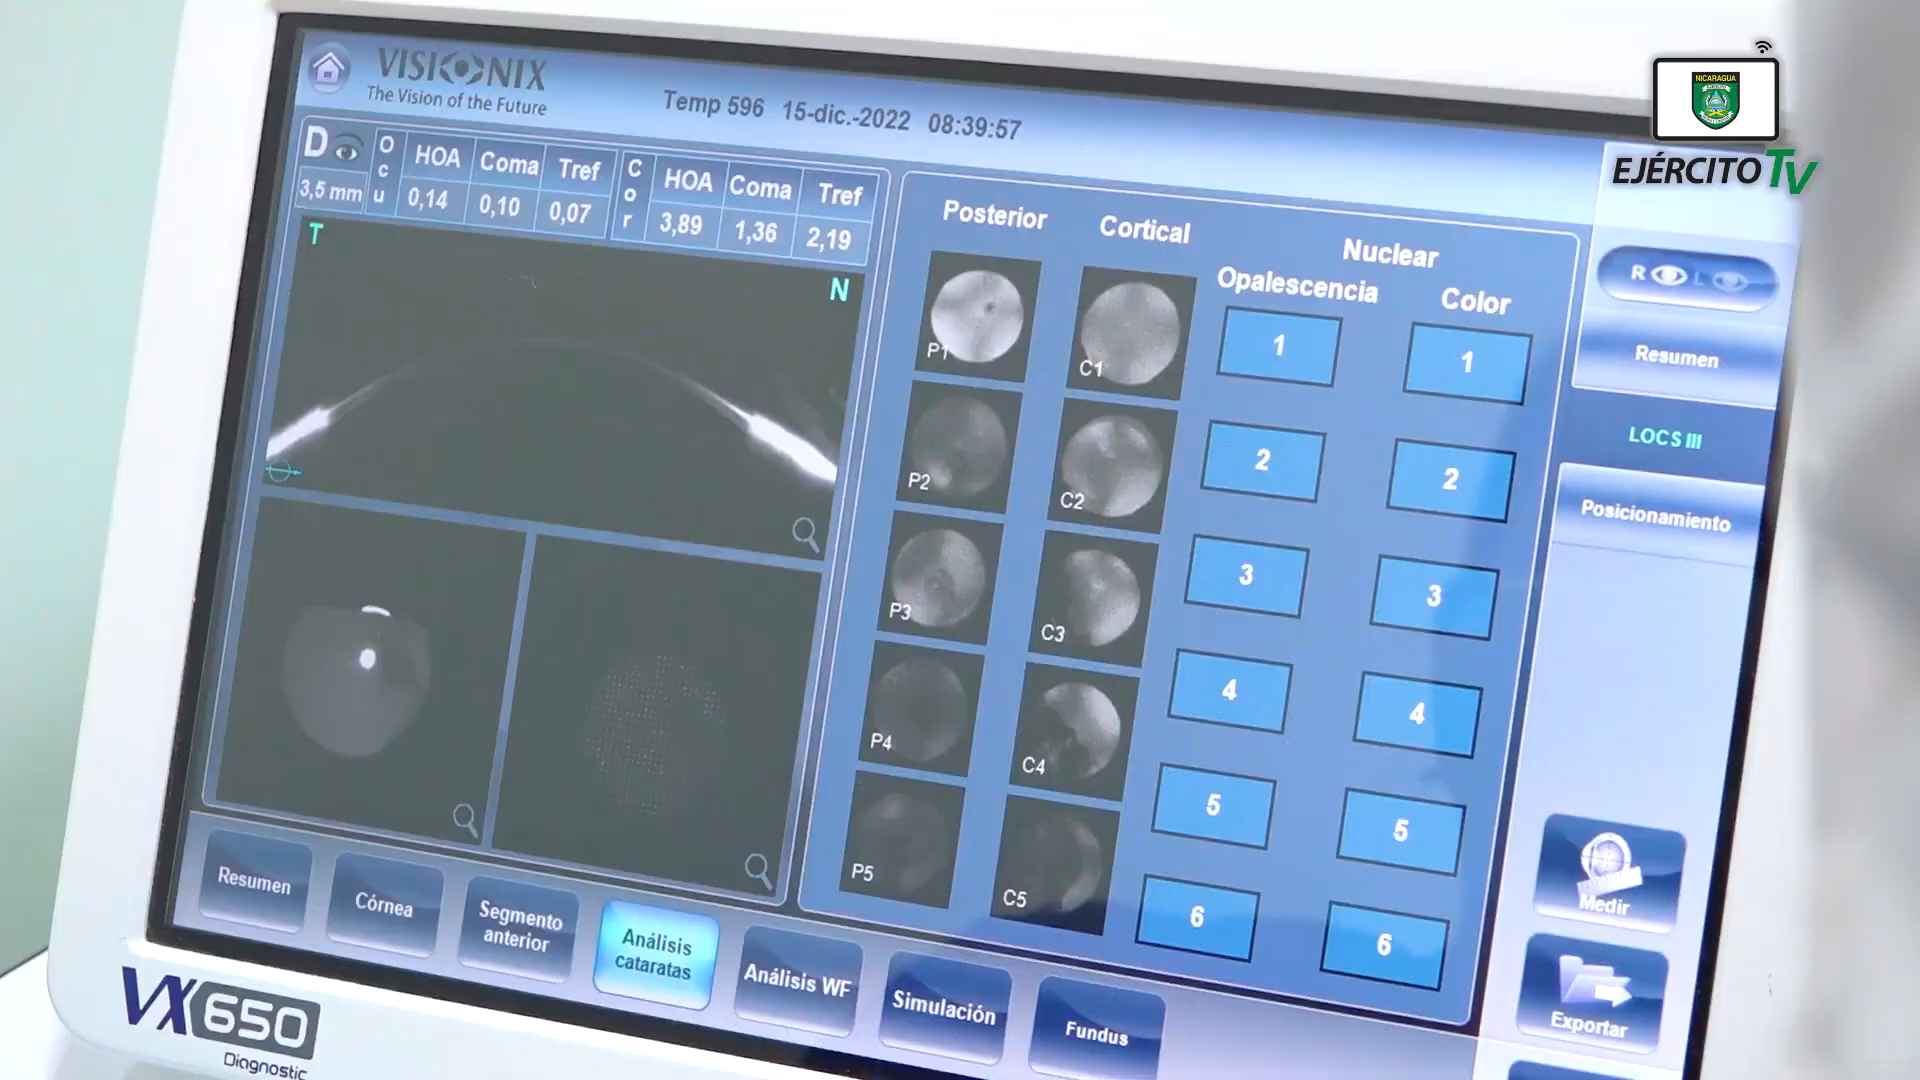 VISIONIX
The Vision of the Future
Temp 596 15-dic.-2022 08:39:57
NICARAGUA
EJÉRCITO TV
D
3,5 mm
Ocu
HOA Coma Tref
0,14 0,10 0,07
Cor
HOA Coma Tref
3,89 1,36 2,19
T
N
Posterior
Cortical
Nuclear
Opalescencia
Color
P1
P2
P3
P4
P5
C1
C2
C3
C4
C5
1
2
3
4
5
6
1
2
3
4
5
6
R L
Resumen
LOCS III
Posicionamiento
Medir
Exportar
Resumen
Córnea
Segmento
anterior
Análisis
cataratas
Análisis WF
Simulación
Fundus
VX650
Diagnostic